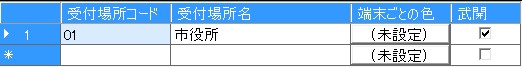 受付場所コード 受付場所名 端末ごとの色 武開
1 01 市役所 (未設定)
* (未設定)